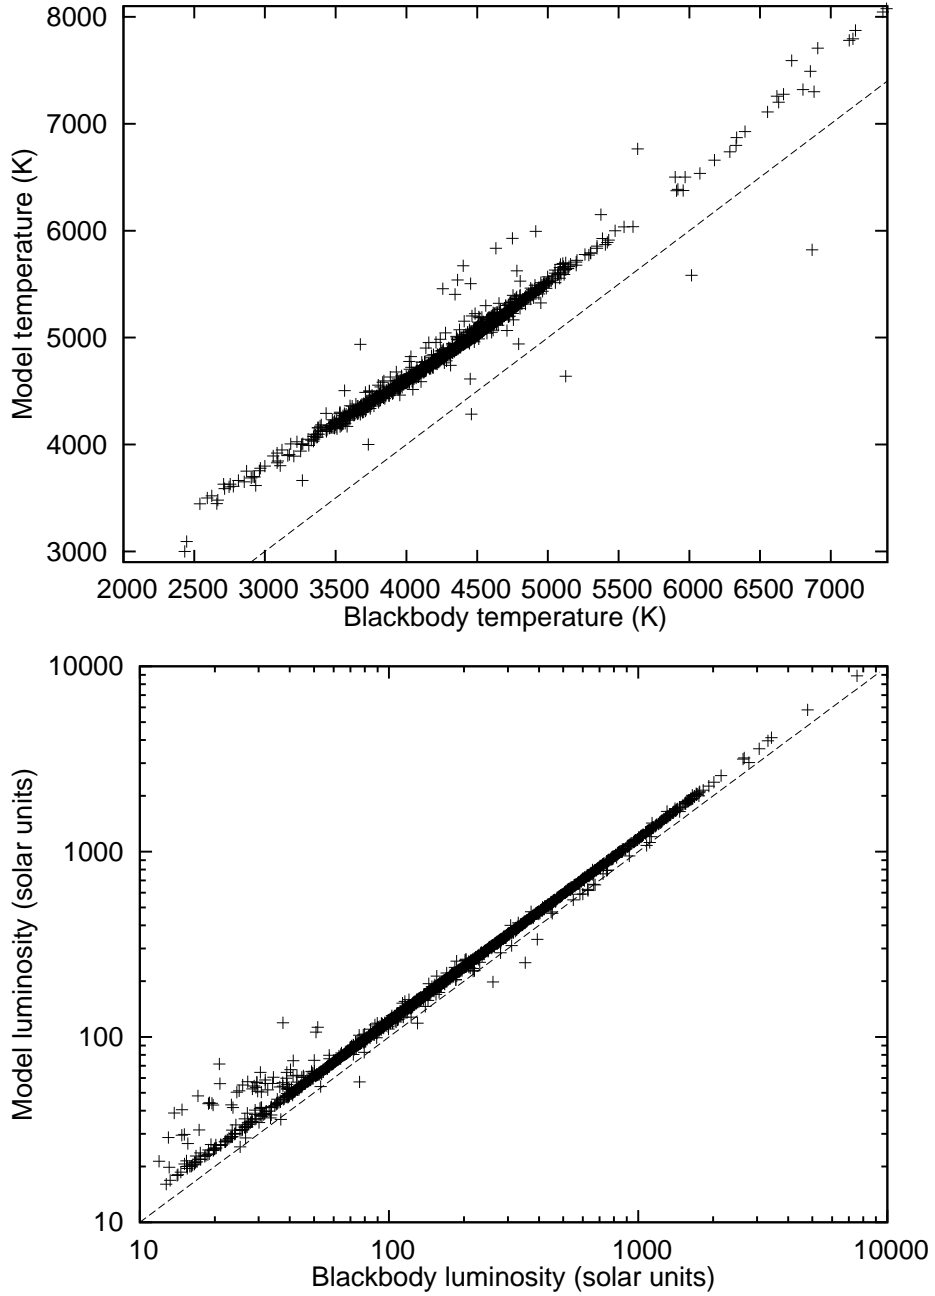 8000
7000
6000
5000
4000
3000
Model temperature (K)
2000 2500 3000 3500 4000 4500 5000 5500 6000 6500 7000
Blackbody temperature (K)
10000
1000
100
10
Model luminosity (solar units)
10 100 1000 10000
Blackbody luminosity (solar units)